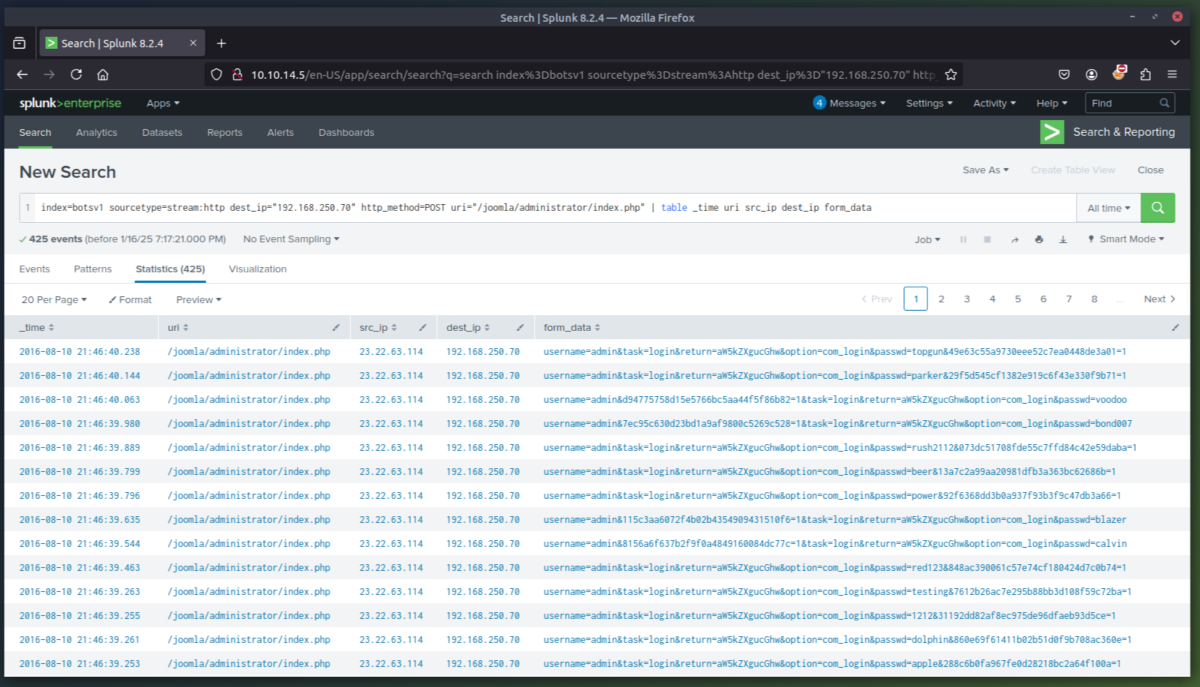 Search | Splunk 8.2.4 — Mozilla Firefox
Search | Splunk 8.2.4
10.10.14.5/en-US/app/search/search?q=search index%3Dbotsv1 sourcetype%3Dstream%3Ahttp dest_ip%3D"192.168.250.70" http_
splunk>enterprise Apps 4 Messages Settings Activity Help Find
Search Analytics Datasets Reports Alerts Dashboards Search & Reporting
New Search Save As Create Table View Close
1 index=botsv1 sourcetype=stream:http dest_ip="192.168.250.70" http_method=POST uri="/joomla/administrator/index.php" | table _time uri src_ip dest_ip form_data All time
425 events (before 1/16/25 7:17:21.000 PM) No Event Sampling Job Smart Mode
Events Patterns Statistics (425) Visualization
20 Per Page Format Preview < Prev 1 2 3 4 5 6 7 8 ... Next >
_time uri src_ip dest_ip form_data
2016-08-10 21:46:40.238 /joomla/administrator/index.php 23.22.63.114 192.168.250.70 username=admin&task=login&return=aW5kZXgucGhw&option=com_login&passwd=topgun&49e63c55a9730eee52c7ea0448de3a01=1
2016-08-10 21:46:40.144 /joomla/administrator/index.php 23.22.63.114 192.168.250.70 username=admin&task=login&return=aW5kZXgucGhw&option=com_login&passwd=parker&29f5d545cf1382e919c6f43e330f9b71=1
2016-08-10 21:46:40.063 /joomla/administrator/index.php 23.22.63.114 192.168.250.70 username=admin&d94775758d15e5766bc5aa44f5f86b82=1&task=login&return=aW5kZXgucGhw&option=com_login&passwd=voodoo
2016-08-10 21:46:39.980 /joomla/administrator/index.php 23.22.63.114 192.168.250.70 username=admin&7ec95c630d23bd1a9af9800c5269c528=1&task=login&return=aW5kZXgucGhw&option=com_login&passwd=bond007
2016-08-10 21:46:39.889 /joomla/administrator/index.php 23.22.63.114 192.168.250.70 username=admin&task=login&return=aW5kZXgucGhw&option=com_login&passwd=rush2112&073dc51708fde55c7ffd84c42e59daba=1
2016-08-10 21:46:39.799 /joomla/administrator/index.php 23.22.63.114 192.168.250.70 username=admin&task=login&return=aW5kZXgucGhw&option=com_login&passwd=beer&13a7c2a99aa20981dfb3a363bc62686b=1
2016-08-10 21:46:39.796 /joomla/administrator/index.php 23.22.63.114 192.168.250.70 username=admin&task=login&return=aW5kZXgucGhw&option=com_login&passwd=power&92f6368dd3b0a937f93b3f9c47db3a66=1
2016-08-10 21:46:39.635 /joomla/administrator/index.php 23.22.63.114 192.168.250.70 username=admin&115c3aa6072f4b02b4354909431510f6=1&task=login&return=aW5kZXgucGhw&option=com_login&passwd=blazer
2016-08-10 21:46:39.544 /joomla/administrator/index.php 23.22.63.114 192.168.250.70 username=admin&8156a6f637b2f9f0a4849160084dc77c=1&task=login&return=aW5kZXgucGhw&option=com_login&passwd=calvin
2016-08-10 21:46:39.463 /joomla/administrator/index.php 23.22.63.114 192.168.250.70 username=admin&task=login&return=aW5kZXgucGhw&option=com_login&passwd=red123&848ac390061c57e74cf180424d7c0b74=1
2016-08-10 21:46:39.263 /joomla/administrator/index.php 23.22.63.114 192.168.250.70 username=admin&task=login&return=aW5kZXgucGhw&option=com_login&passwd=testing&7612b26ac7e295b88bb3d108f59c72ba=1
2016-08-10 21:46:39.255 /joomla/administrator/index.php 23.22.63.114 192.168.250.70 username=admin&task=login&return=aW5kZXgucGhw&option=com_login&passwd=1212&31192dd82af8ec975de96dfaeb93d5ce=1
2016-08-10 21:46:39.261 /joomla/administrator/index.php 23.22.63.114 192.168.250.70 username=admin&task=login&return=aW5kZXgucGhw&option=com_login&passwd=dolphin&860e69f61411b02b51d0f9b708ac360e=1
2016-08-10 21:46:39.253 /joomla/administrator/index.php 23.22.63.114 192.168.250.70 username=admin&task=login&return=aW5kZXgucGhw&option=com_login&passwd=apple&288c6b0fa967fe0d28218bc2a64f100a=1